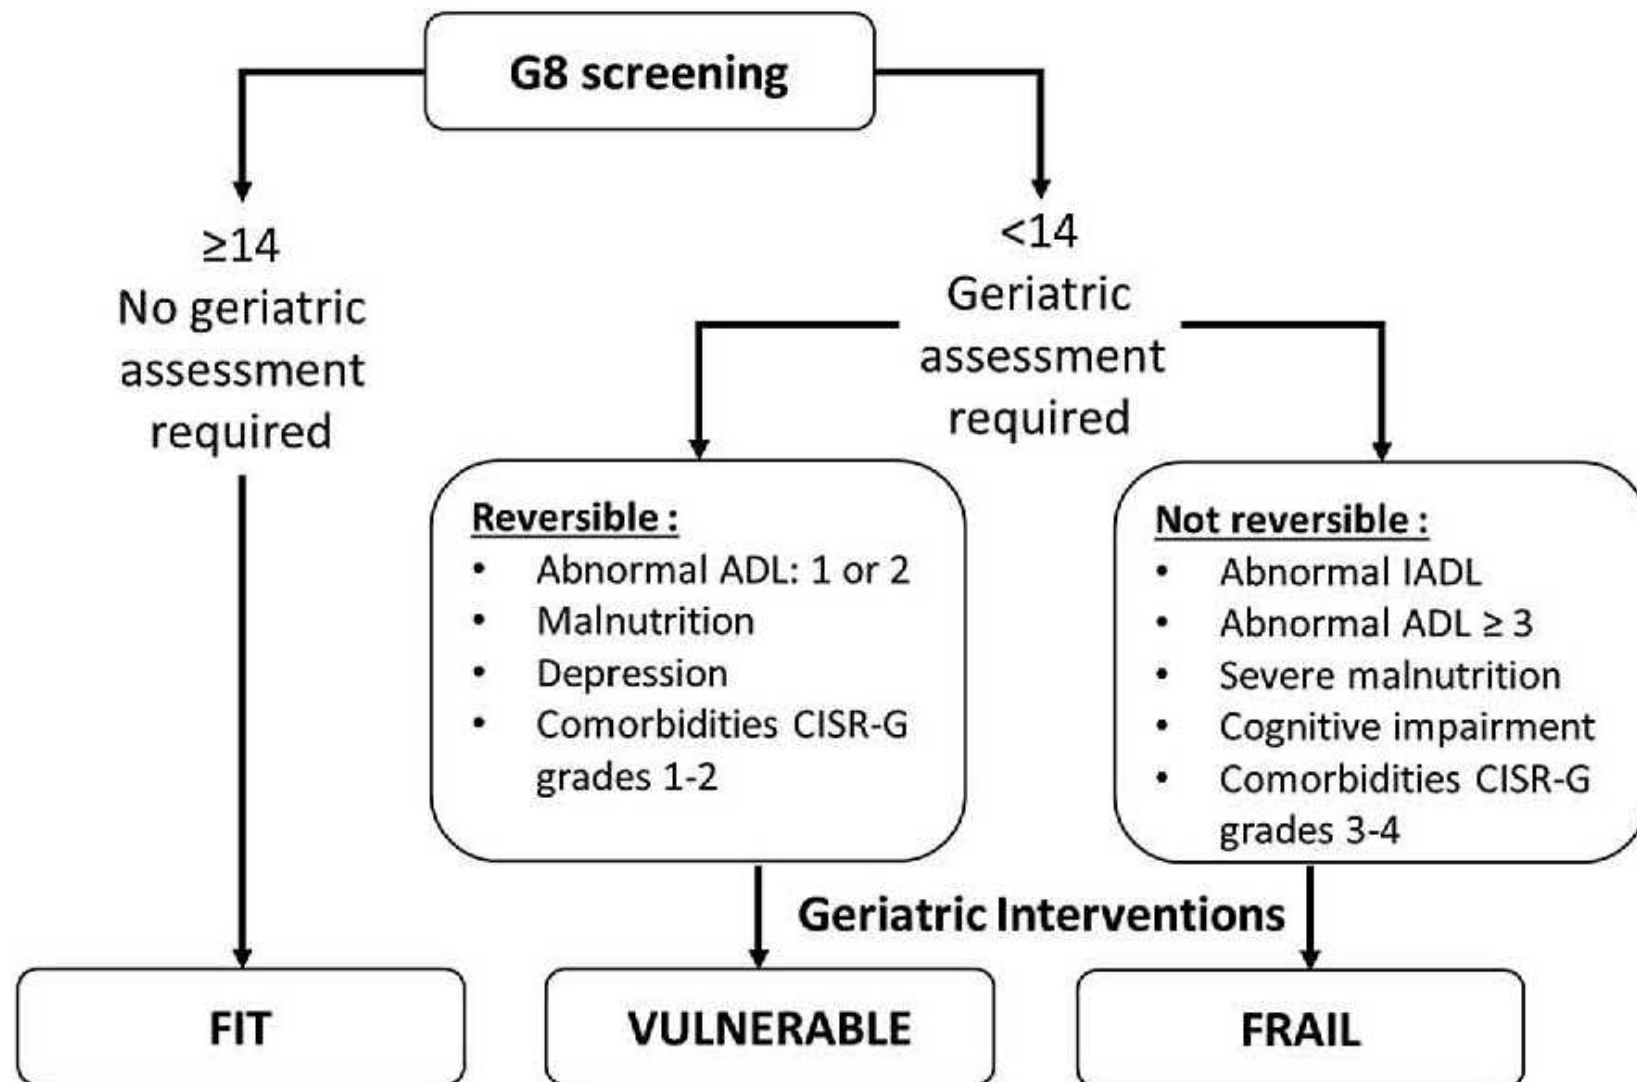 G8 screening
≥14
No geriatric
assessment
required
<14
Geriatric
assessment
required
Reversible :
• Abnormal ADL: 1 or 2
• Malnutrition
• Depression
• Comorbidities CISR-G
grades 1-2
Not reversible :
• Abnormal IADL
• Abnormal ADL ≥ 3
• Severe malnutrition
• Cognitive impairment
• Comorbidities CISR-G
grades 3-4
Geriatric Interventions
FIT
VULNERABLE
FRAIL